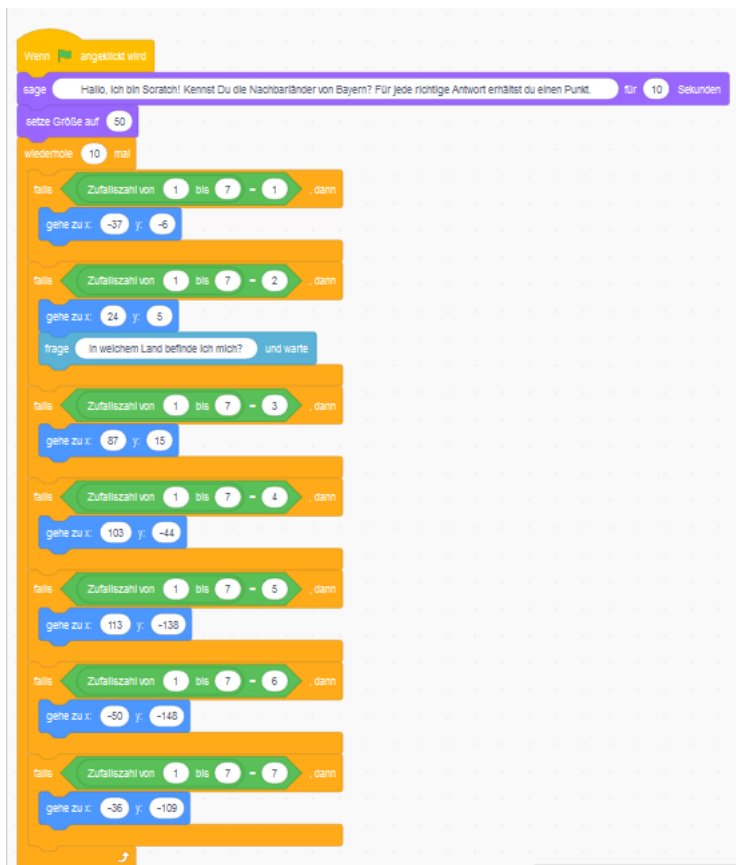 Wenn angeklickt wird
sage Hallo, ich bin Scratch! Kennst Du die Nachbarländer von Bayern? Für jede richtige Antwort erhältst du einen Punkt. für 10 Sekunden
setze Größe auf 50
wiederhole 10 mal
falls Zufallszahl von 1 bis 7 = 1 , dann
gehe zu x: -37 y: -6
falls Zufallszahl von 1 bis 7 = 2 , dann
gehe zu x: 24 y: 5
frage In welchem Land befinde ich mich? und warte
falls Zufallszahl von 1 bis 7 = 3 , dann
gehe zu x: 87 y: 15
falls Zufallszahl von 1 bis 7 = 4 , dann
gehe zu x: 103 y: -44
falls Zufallszahl von 1 bis 7 = 5 , dann
gehe zu x: 113 y: -138
falls Zufallszahl von 1 bis 7 = 6 , dann
gehe zu x: -50 y: -148
falls Zufallszahl von 1 bis 7 = 7 , dann
gehe zu x: -36 y: -109